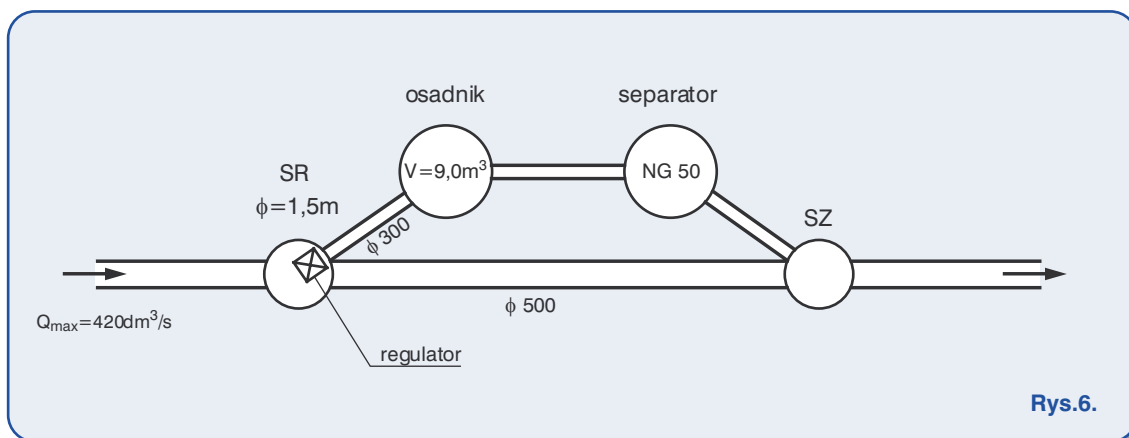 osadnik
separator
V=9,0m³
NG 50
SR
ϕ=1,5m
ϕ 300
SZ
ϕ 500
Qmax=420dm³/s
regulator
Rys.6.